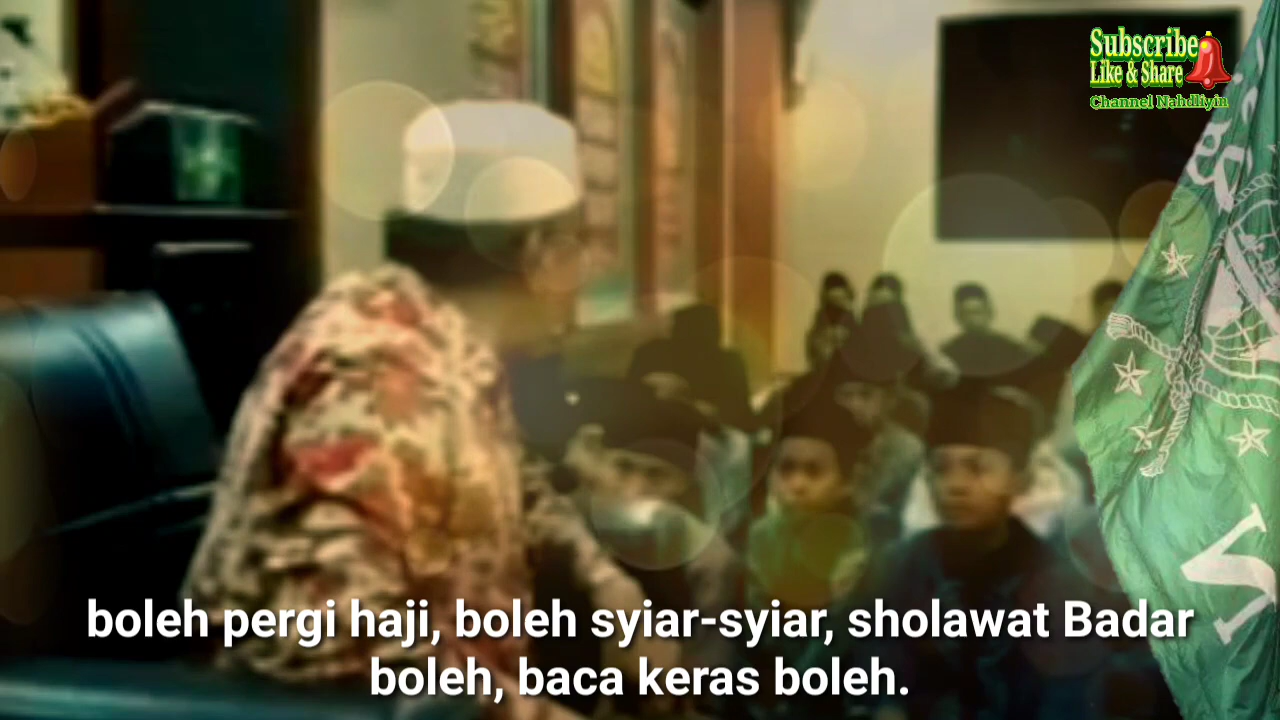 Subscribe
Like & Share
Channel Nahdliyin
boleh pergi haji, boleh syiar-syiar, sholawat Badar
boleh, baca keras boleh.